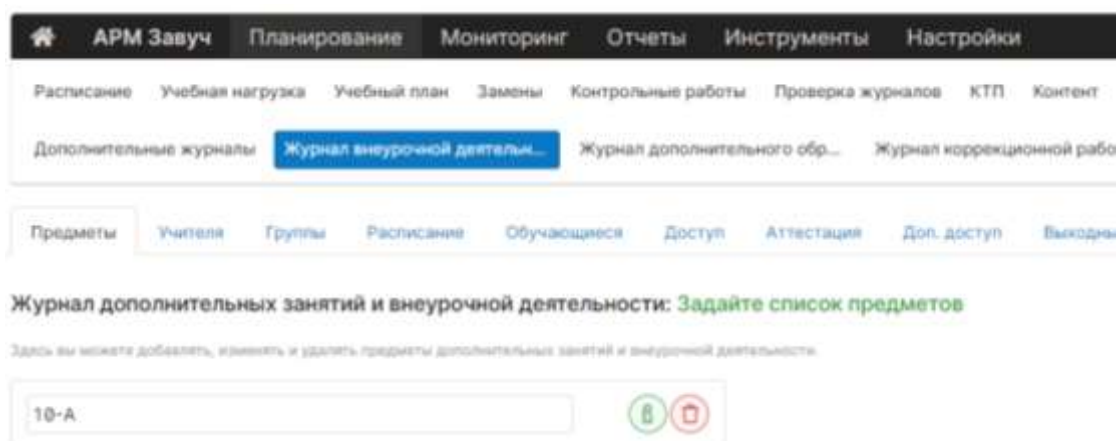 АРМ Завуч Планирование Мониторинг Отчеты Инструменты Настройки
Расписание Учебная нагрузка Учебный план Замены Контрольные работы Проверка журналов КТП Контент
Дополнительные журналы Журнал внеурочной деятельн... Журнал дополнительного обр... Журнал коррекционной рабо
Предметы Учителя Группы Расписание Обучающиеся Доступ Аттестация Доп. доступ Выходны
Журнал дополнительных занятий и внеурочной деятельности: Задайте список предметов
Здесь вы можете добавлять, изменять и удалять предметы дополнительных занятий и внеурочной деятельности.
10-А